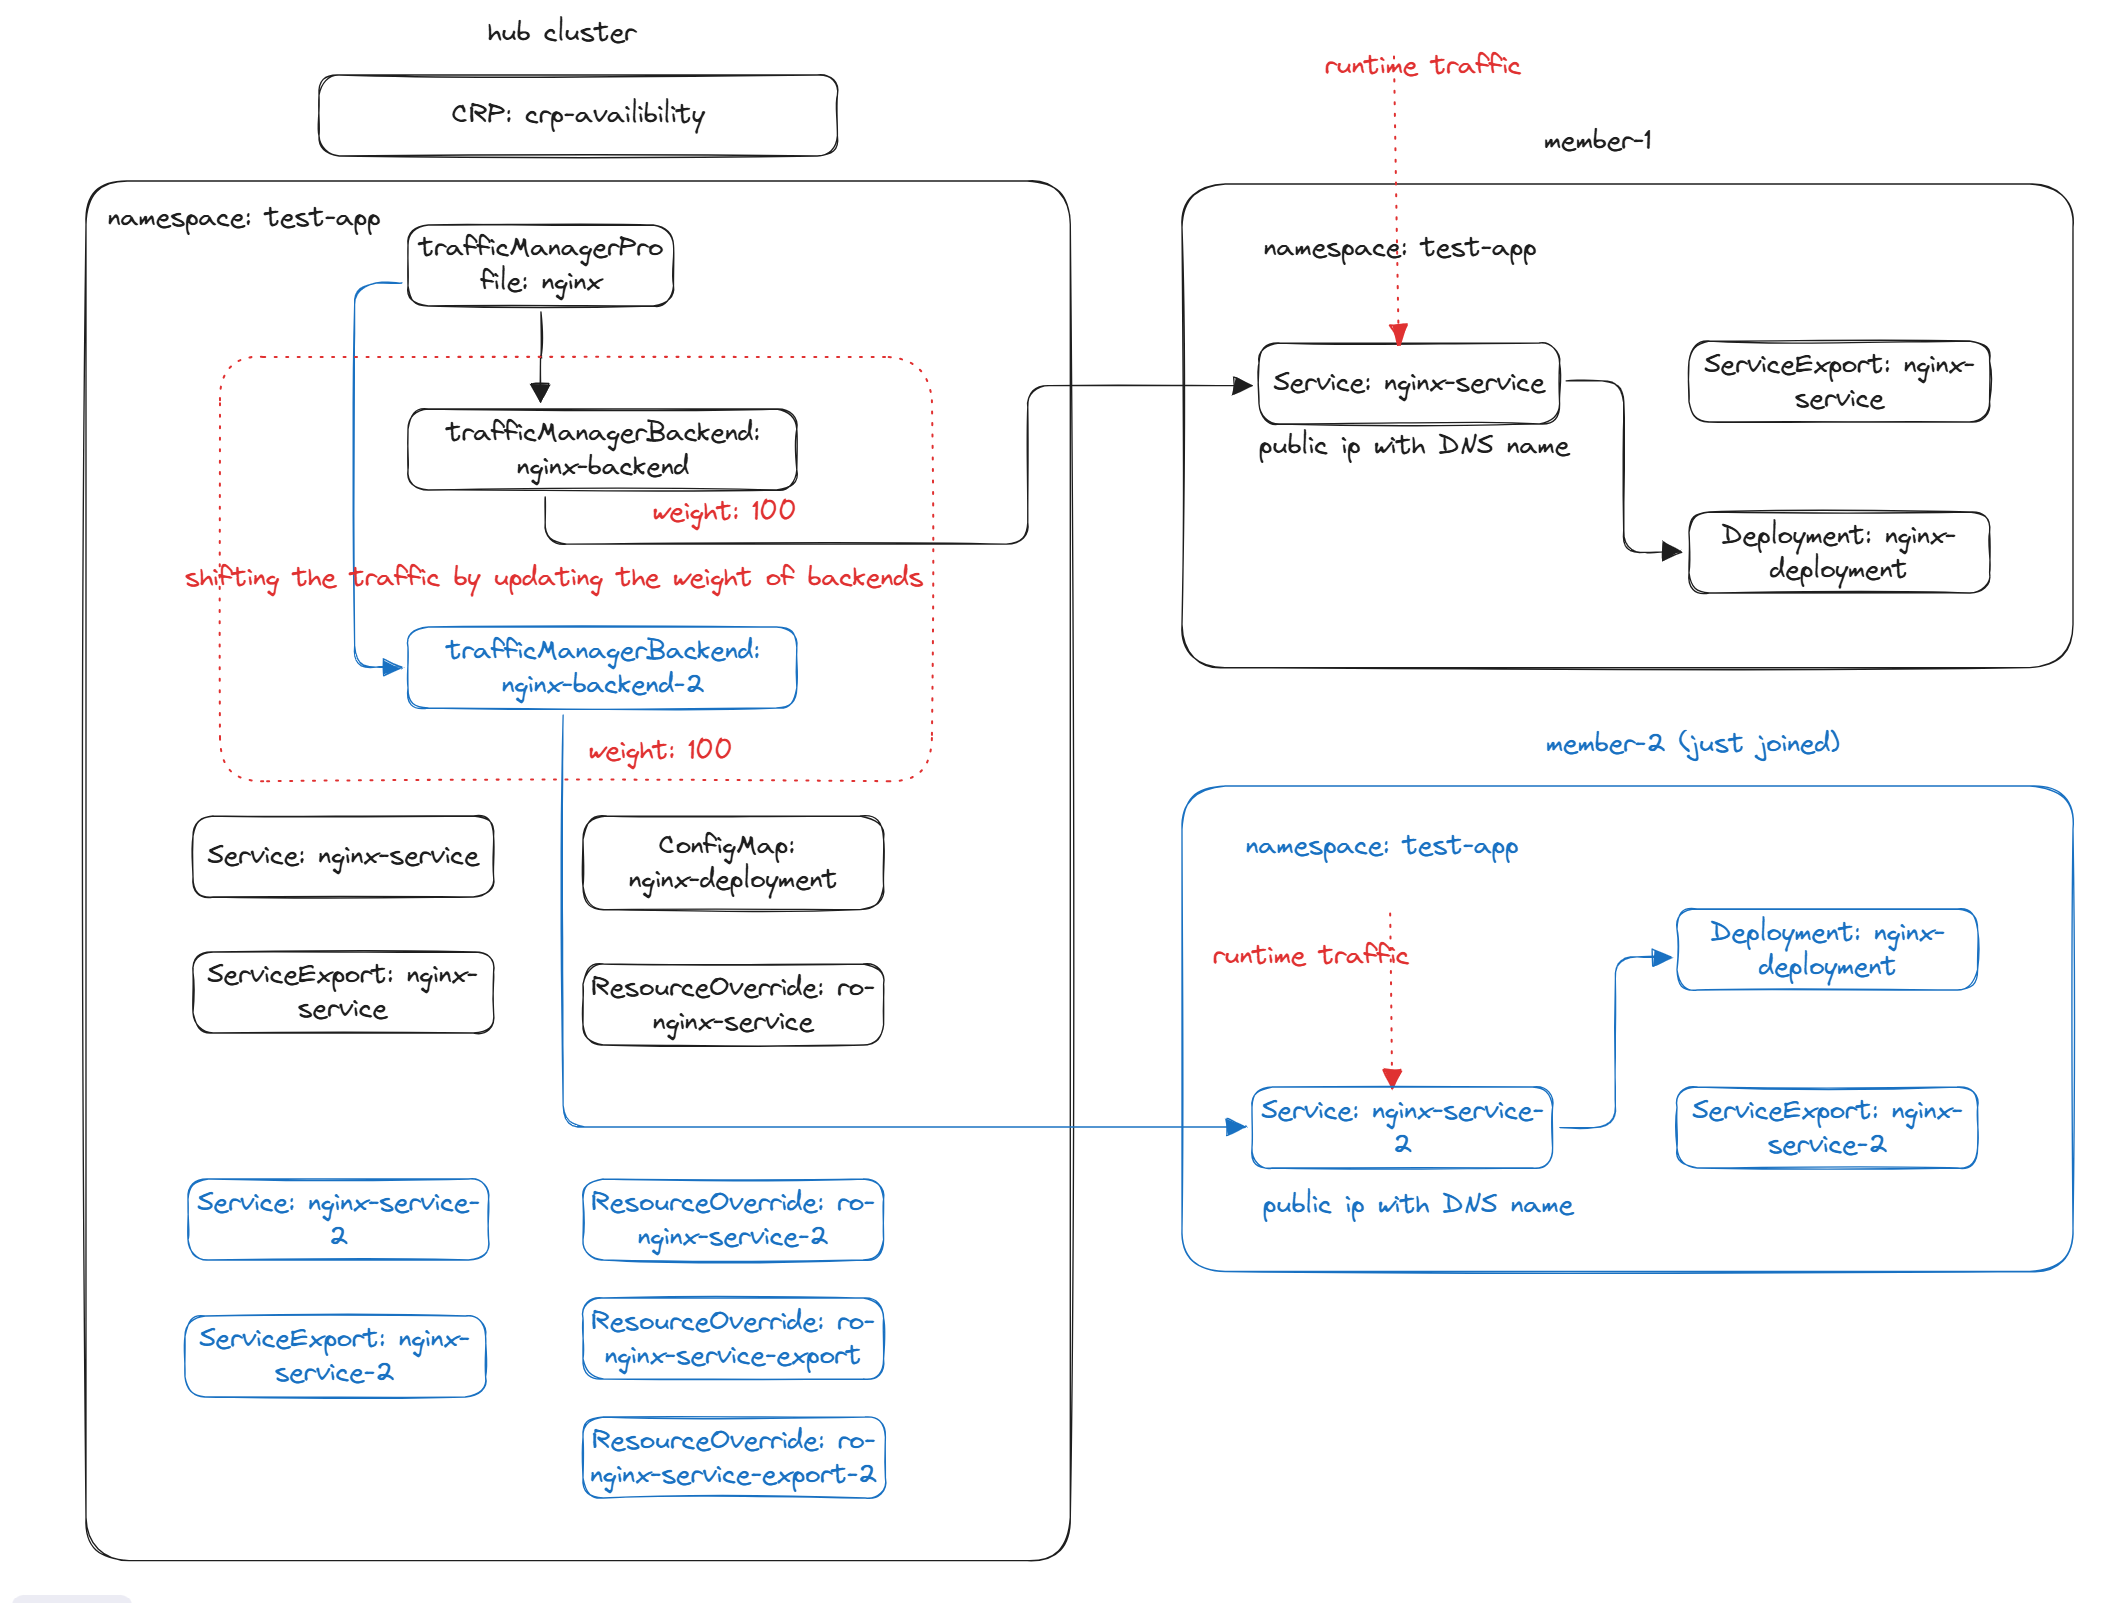 hub cluster
CRP: crp-availibility
namespace: test-app
trafficManagerPro
file: nginx
trafficManagerBackend:
nginx-backend
weight: 100
shifting the traffic by updating the weight of backends
trafficManagerBackend:
nginx-backend-2
weight: 100
Service: nginx-service
ConfigMap:
nginx-deployment
ServiceExport: nginx-
service
ResourceOverride: ro-
nginx-service
Service: nginx-service-
2
ResourceOverride: ro-
nginx-service-2
ServiceExport: nginx-
service-2
ResourceOverride: ro-
nginx-service-export
ResourceOverride: ro-
nginx-service-export-2
runtime traffic
member-1
namespace: test-app
Service: nginx-service
public ip with DNS name
ServiceExport: nginx-
service
Deployment: nginx-
deployment
member-2 (just joined)
namespace: test-app
runtime traffic
Deployment: nginx-
deployment
Service: nginx-service-
2
public ip with DNS name
ServiceExport: nginx-
service-2